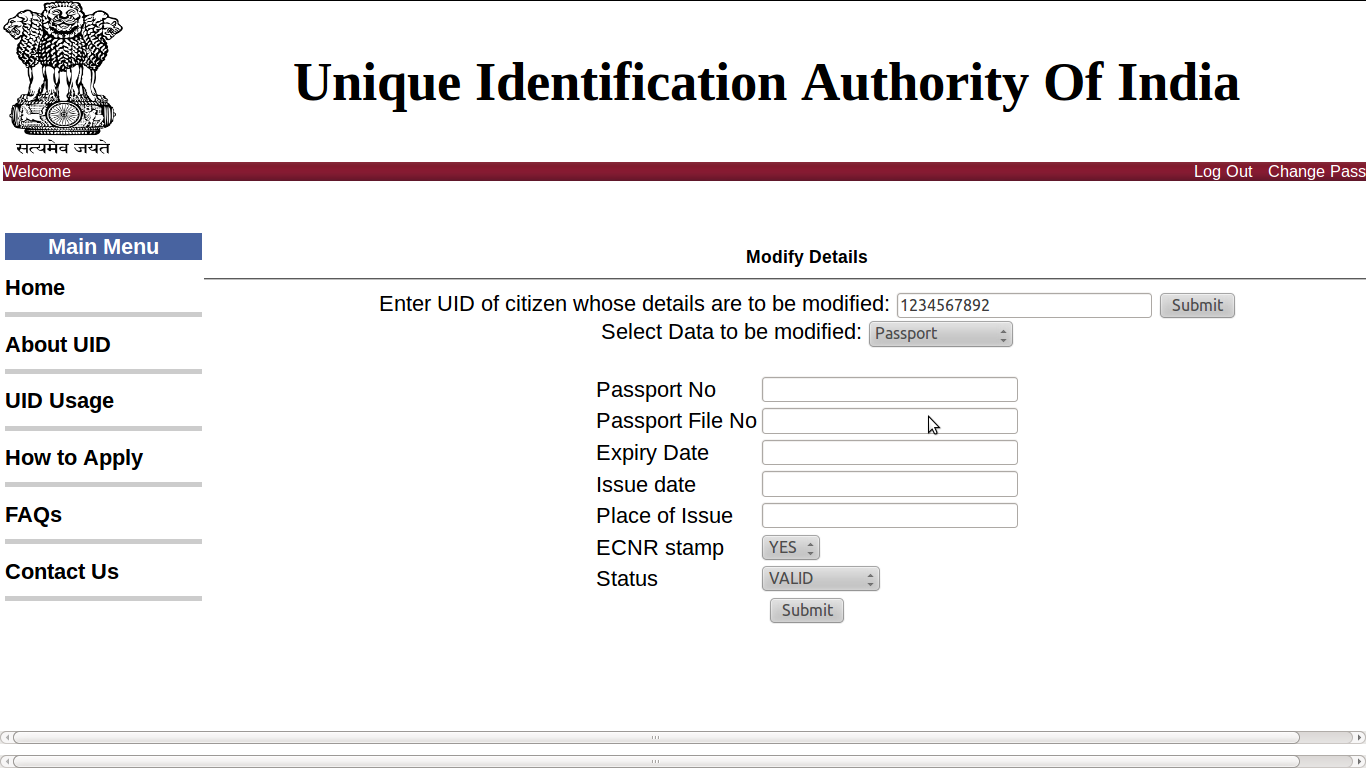 सत्यमेव जयते
Unique Identification Authority Of India
Welcome
Log Out Change Pass
Main Menu
Home
About UID
UID Usage
How to Apply
FAQs
Contact Us
Modify Details
Enter UID of citizen whose details are to be modified: 1234567892 Submit
Select Data to be modified: Passport
Passport No
Passport File No
Expiry Date
Issue date
Place of Issue
ECNR stamp YES
Status VALID
Submit